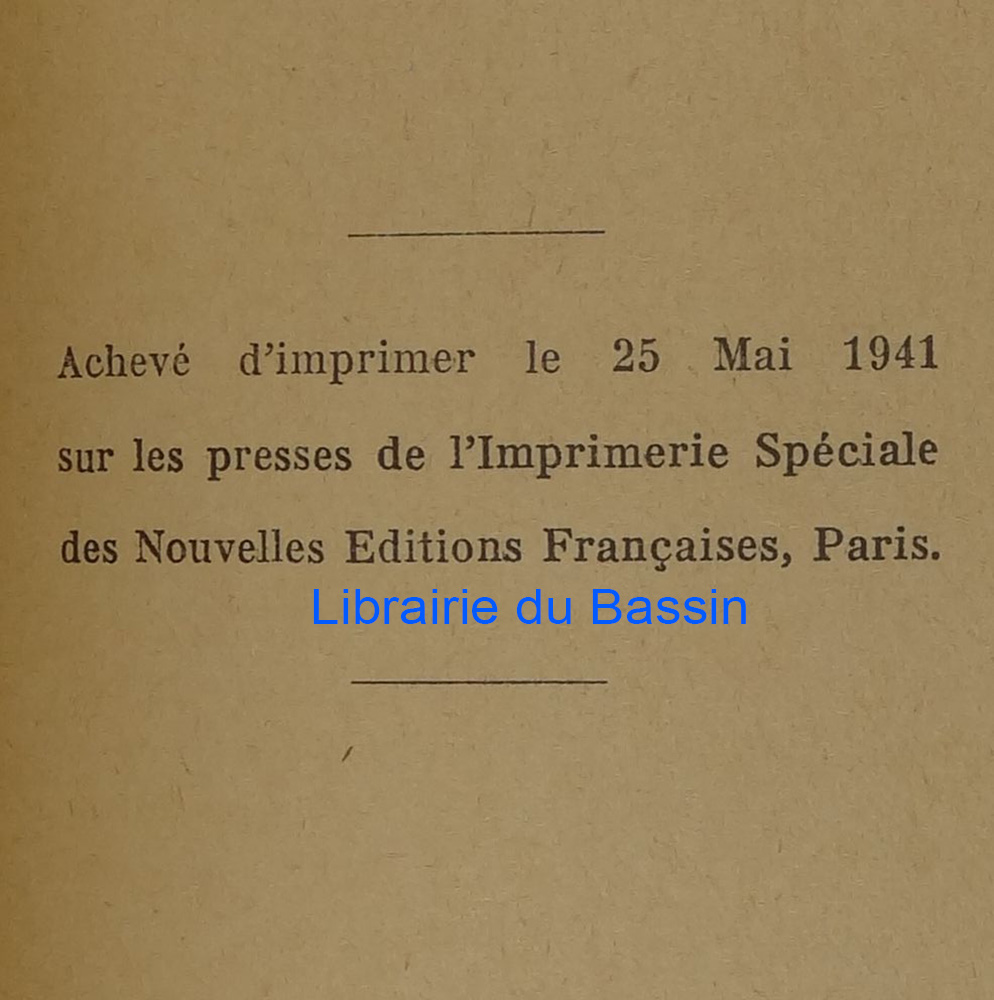 Achevé d'imprimer le 25 Mai 1941
sur les presses de l'Imprimerie Spéciale
des Nouvelles Editions Françaises, Paris.
Librairie du Bassin